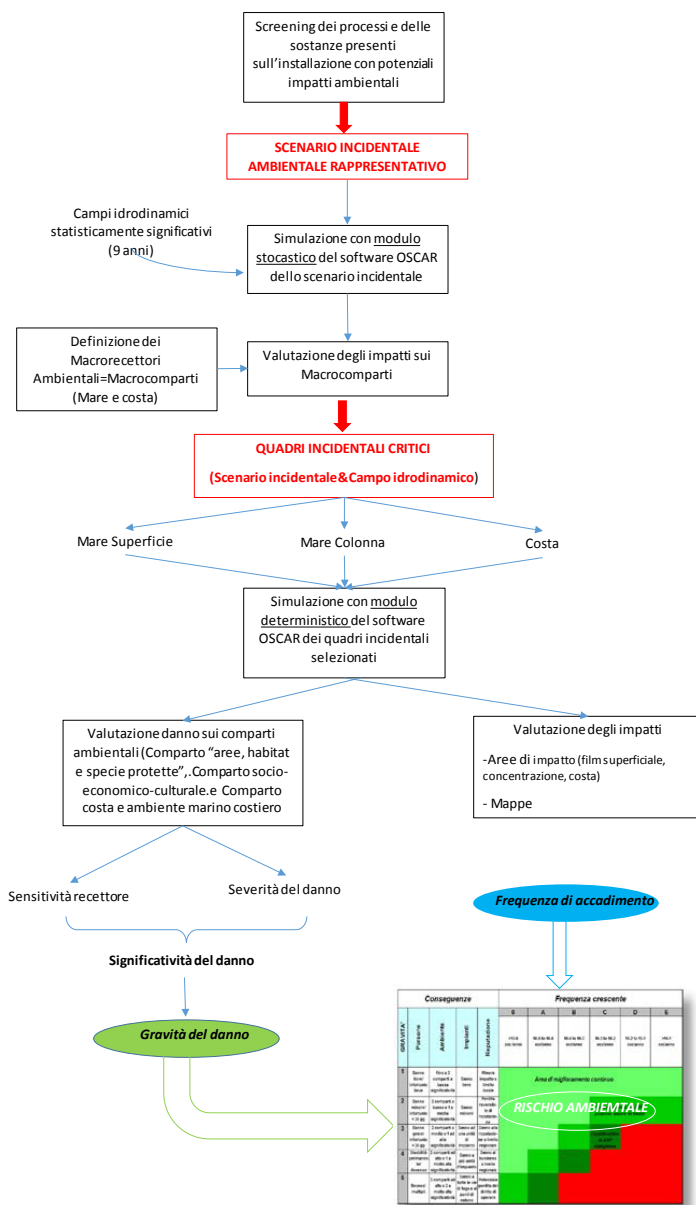 Screening dei processi e delle
sostanze presenti
sull'installazione con potenziali
impatti ambientali
SCENARIO INCIDENTALE
AMBIENTALE RAPPRESENTATIVO
Campi idrodinamici
statisticamente significativi
(9 anni)
Simulazione con modulo
stocastico del software OSCAR
dello scenario incidentale
Definizione dei
Macrorecettori
Ambientali=Macrocomparti
(Mare e costa)
Valutazione degli impatti sui
Macrocomparti
QUADRI INCIDENTALI CRITICI
(Scenario incidentale&Campo idrodinamico)
Mare Superficie
Mare Colonna
Costa
Simulazione con modulo
deterministico del software
OSCAR dei quadri incidentali
selezionati
Valutazione danno sui comparti
ambientali (Comparto "aree, habitat
e specie protette",.Comparto socio-
economico-culturale.e Comparto
costa e ambiente marino costiero
Valutazione degli impatti
-Aree di impatto (film superficiale,
concentrazione, costa)
- Mappe
Sensitività recettore
Severità del danno
Significatività del danno
Gravità del danno
Frequenza di accadimento
Conseguenze
Frequenza crescente
GRAVITA'
Persone
Ambiente
Impianti
Reputazione
0
A
B
C
D
E
Area di miglioramento continuo
RISCHIO AMBIEMTALE
1
2
3
4
5